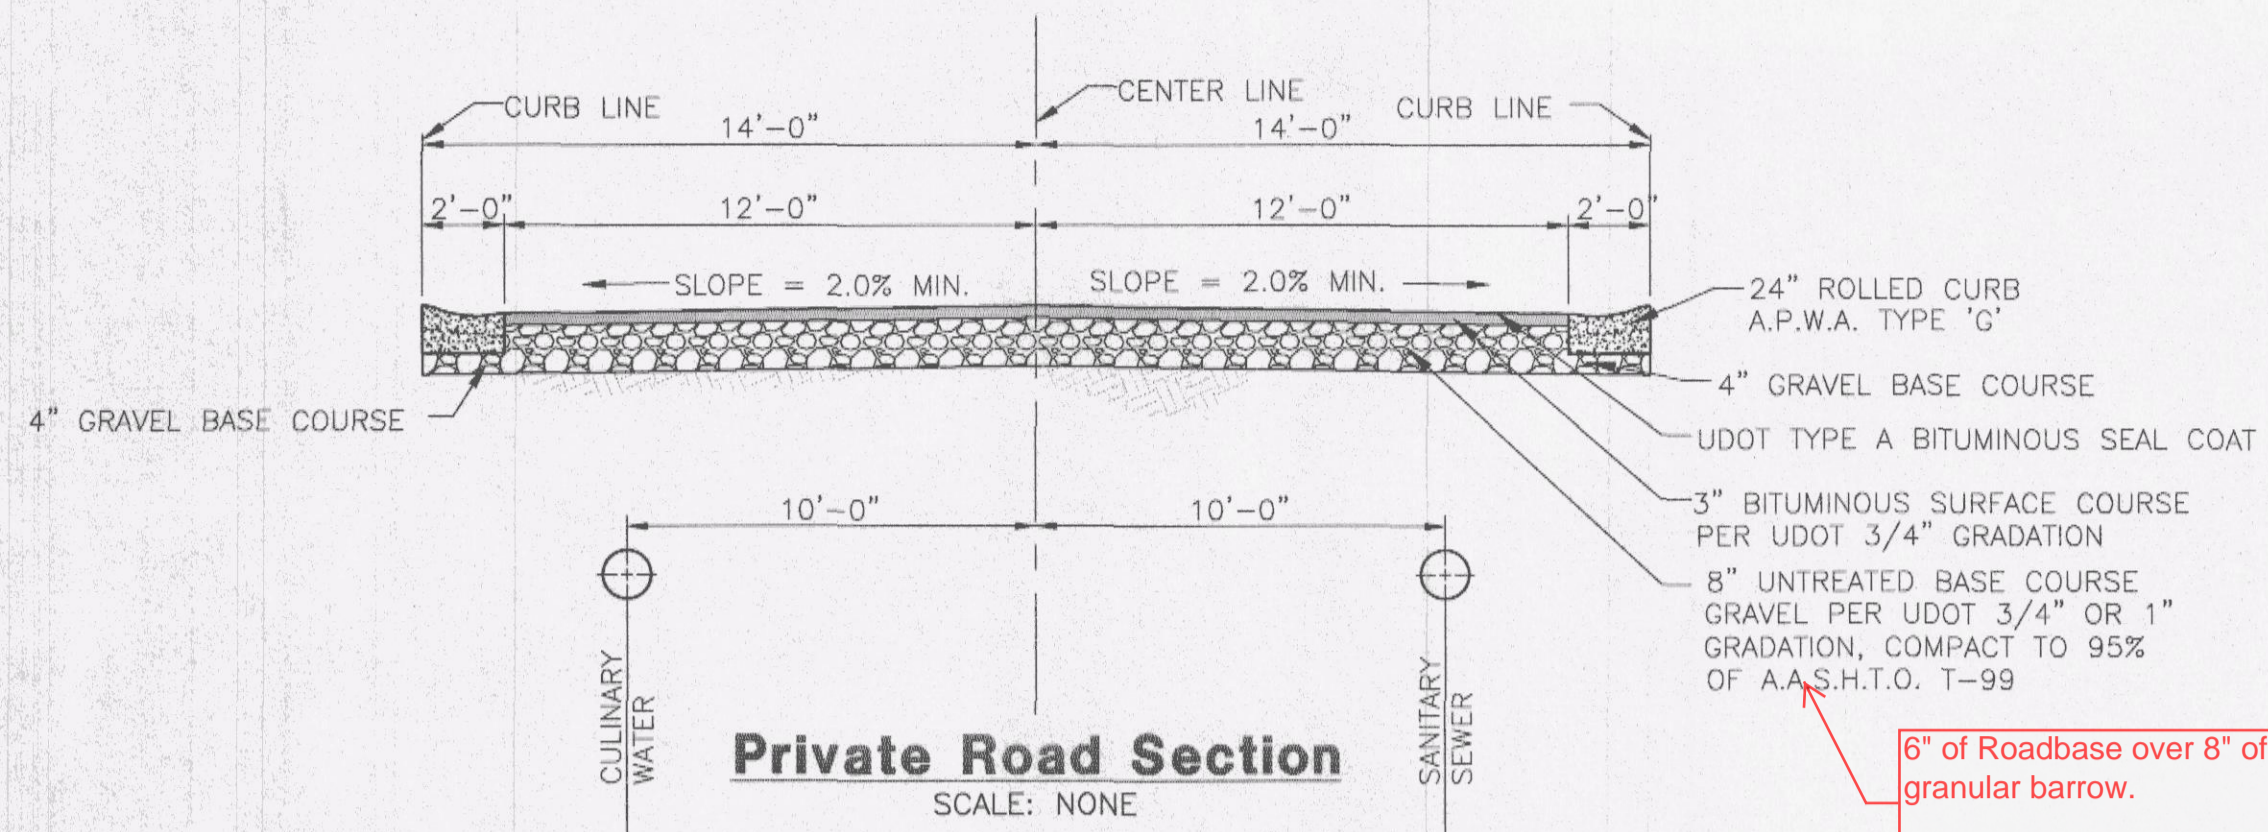 CURB LINE
CENTER LINE
CURB LINE
14'-0"
14'-0"
2'-0"
12'-0"
12'-0"
2'-0"
SLOPE = 2.0% MIN.
SLOPE = 2.0% MIN.
24" ROLLED CURB
A.P.W.A. TYPE 'G'
4" GRAVEL BASE COURSE
4" GRAVEL BASE COURSE
UDOT TYPE A BITUMINOUS SEAL COAT
3" BITUMINOUS SURFACE COURSE
PER UDOT 3/4" GRADATION
10'-0"
10'-0"
8" UNTREATED BASE COURSE
GRAVEL PER UDOT 3/4" OR 1"
GRADATION, COMPACT TO 95%
OF A.A.S.H.T.O. T-99
CULINARY
WATER
SANITARY
SEWER
Private Road Section
SCALE: NONE
6" of Roadbase over 8" of
granular barrow.